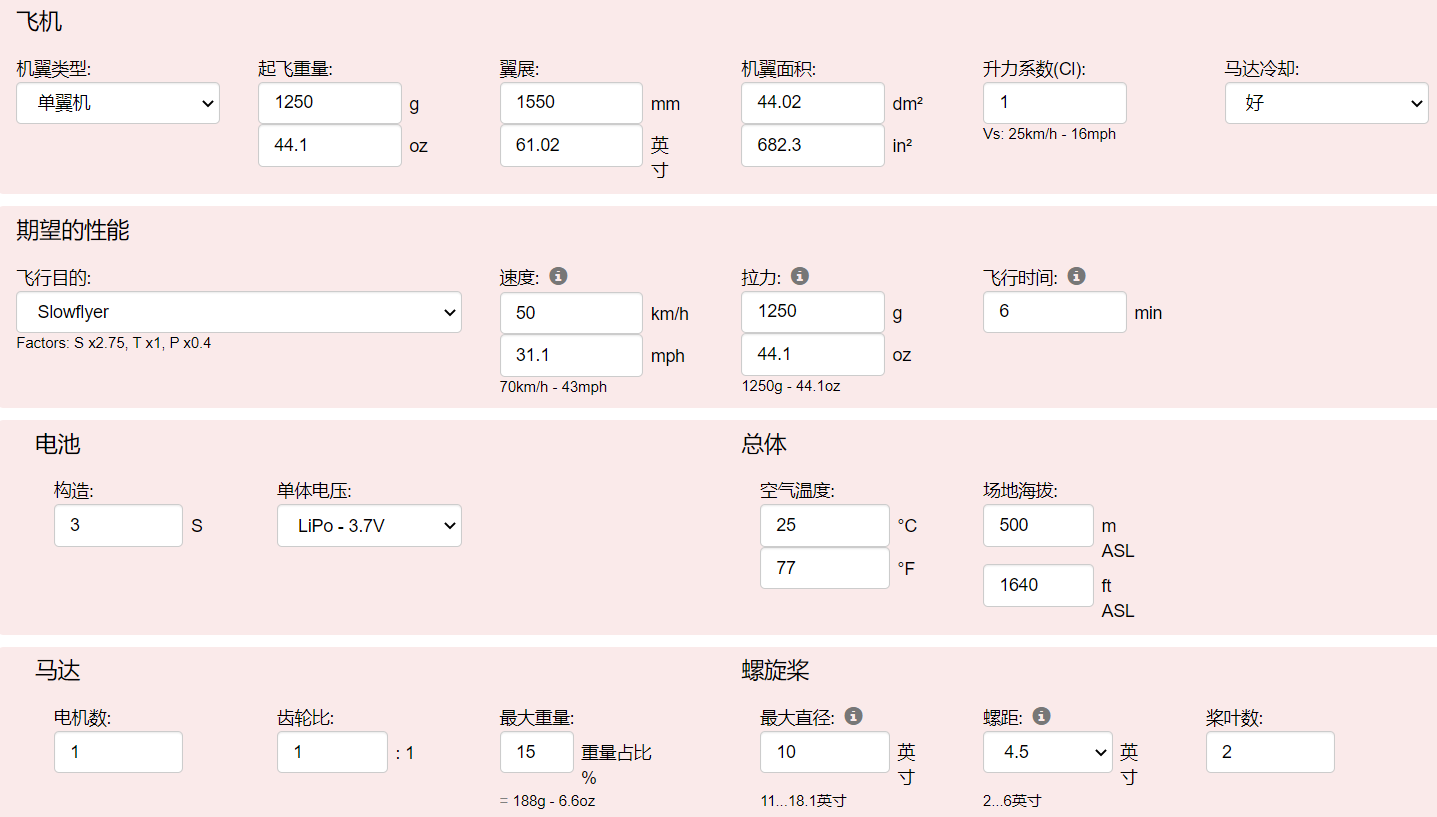 飞机
机翼类型: 起飞重量: 翼展: 机翼面积: 升力系数(Cl): 马达冷却:
单翼机 1250 g 1550 mm 44.02 dm² 1 好
Vs: 25km/h - 16mph
44.1 oz 61.02 英寸 682.3 in²
期望的性能
飞行目的: 速度: 拉力: 飞行时间:
Slowflyer 50 km/h 1250 g 6 min
Factors: S x2.75, T x1, P x0.4
31.1 mph 44.1 oz
70km/h - 43mph 1250g - 44.1oz
电池 总体
构造: 单体电压: 空气温度: 场地海拔:
3 S LiPo - 3.7V 25 °C 500 m ASL
77 °F 1640 ft ASL
马达 螺旋桨
电机数: 齿轮比: 最大重量: 最大直径: 螺距: 桨叶数:
1 1 : 1 15 重量占比% 10 英寸 4.5 英寸 2
= 188g - 6.6oz 11...18.1英寸 2...6英寸